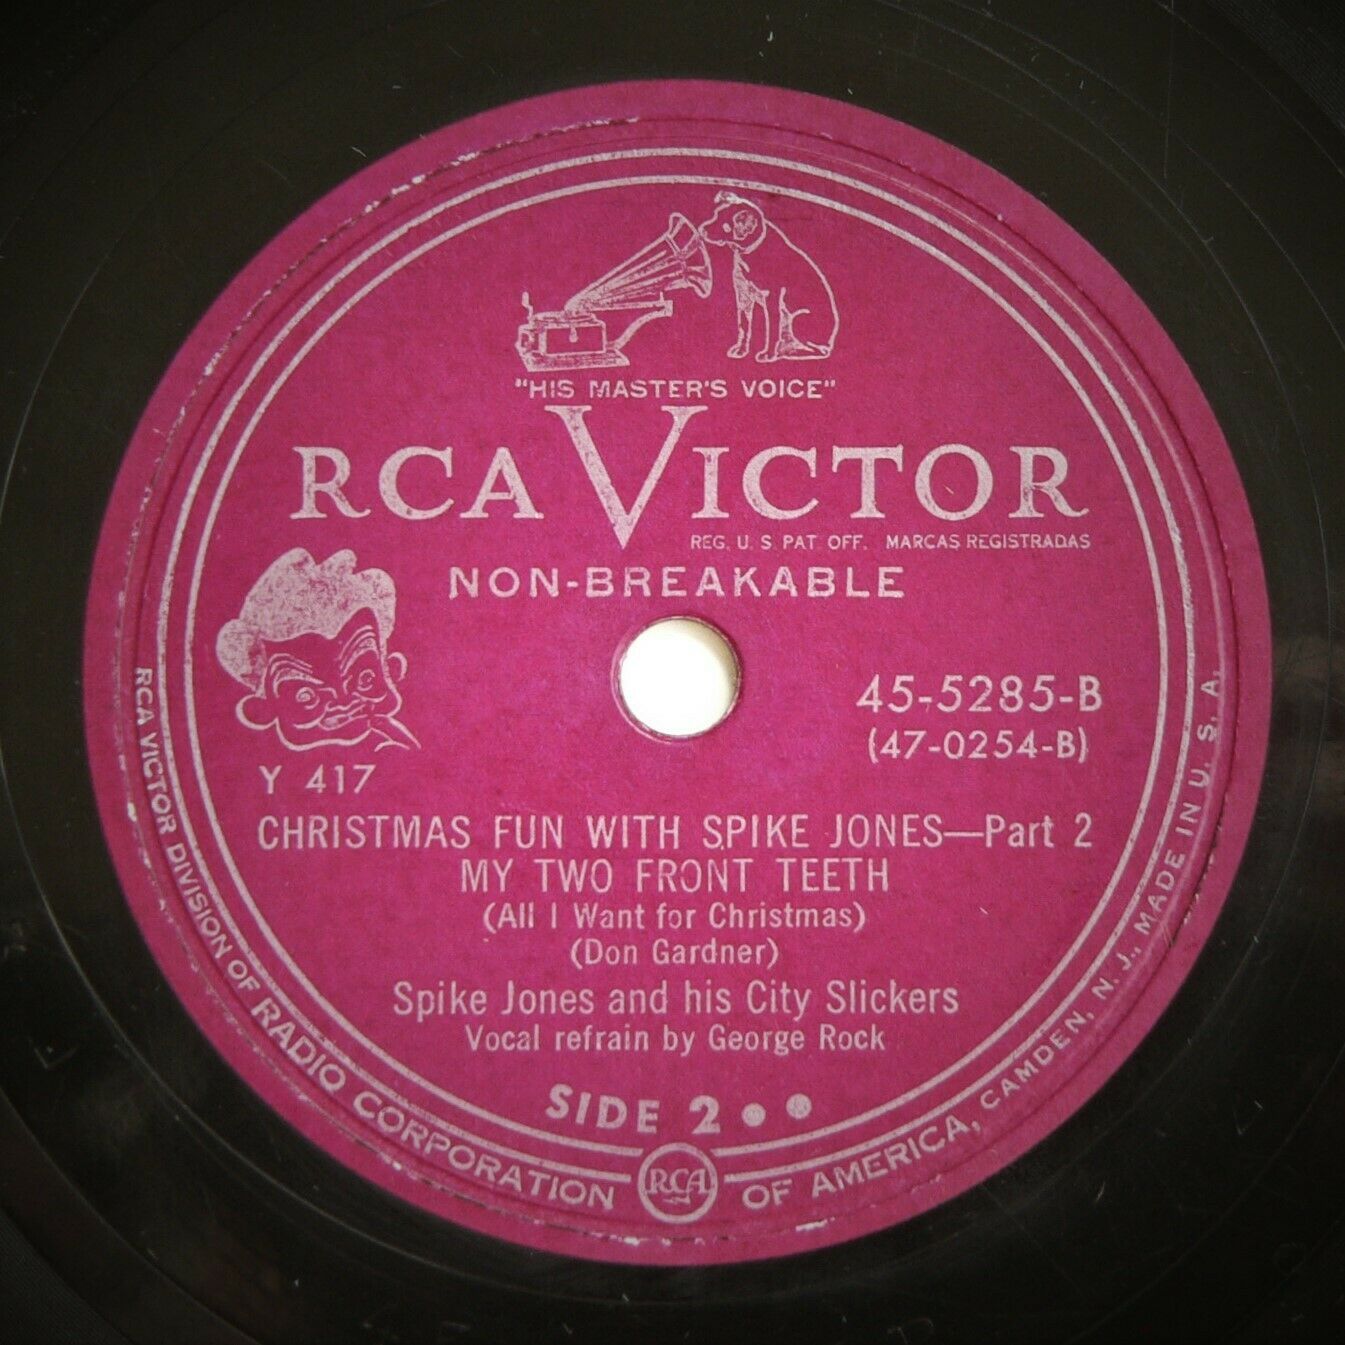 "HIS MASTER'S VOICE"
RCA VICTOR
REG. U. S. PAT. OFF. MARCAS REGISTRADAS
NON-BREAKABLE
45-5285-B
(47-0254-B)
Y 417
CHRISTMAS FUN WITH SPIKE JONES—Part 2
MY TWO FRONT TEETH
(All I Want for Christmas)
(Don Gardner)
Spike Jones and his City Slickers
Vocal refrain by George Rock
SIDE 2 ● ●
RCA VICTOR DIVISION OF RADIO CORPORATION OF AMERICA, CAMDEN, N. J., MADE IN U. S. A.
RCA